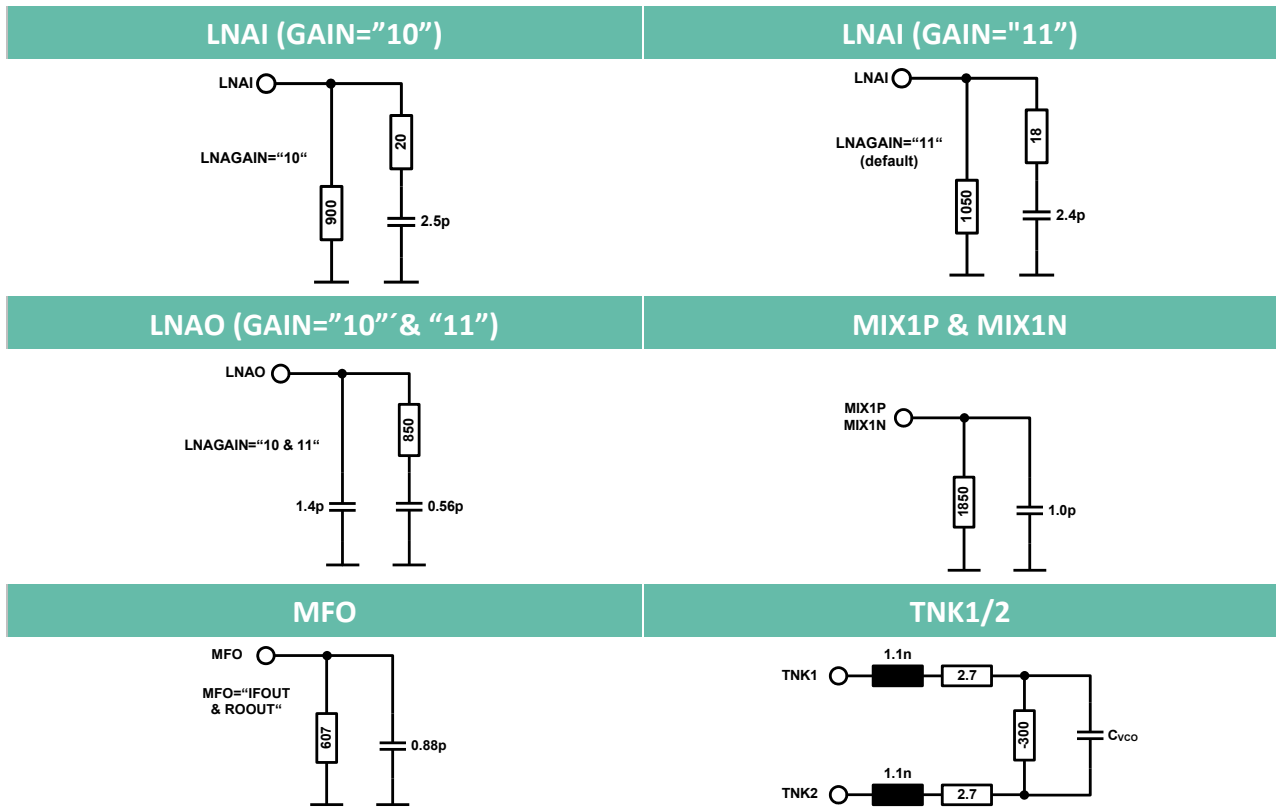 LNAI (GAIN=”10”)
LNAI (GAIN="11”)
LNAI
LNAGAIN=“10“
20
900
2.5p
LNAI
LNAGAIN=“11“
(default)
18
1050
2.4p
LNAO (GAIN=”10”´& “11”)
MIX1P & MIX1N
LNAO
LNAGAIN=“10 & 11“
850
1.4p
0.56p
MIX1P
MIX1N
1850
1.0p
MFO
TNK1/2
MFO
MFO=“IFOUT
& ROOUT“
607
0.88p
TNK1
1.1n
2.7
-300
CVCO
TNK2
1.1n
2.7